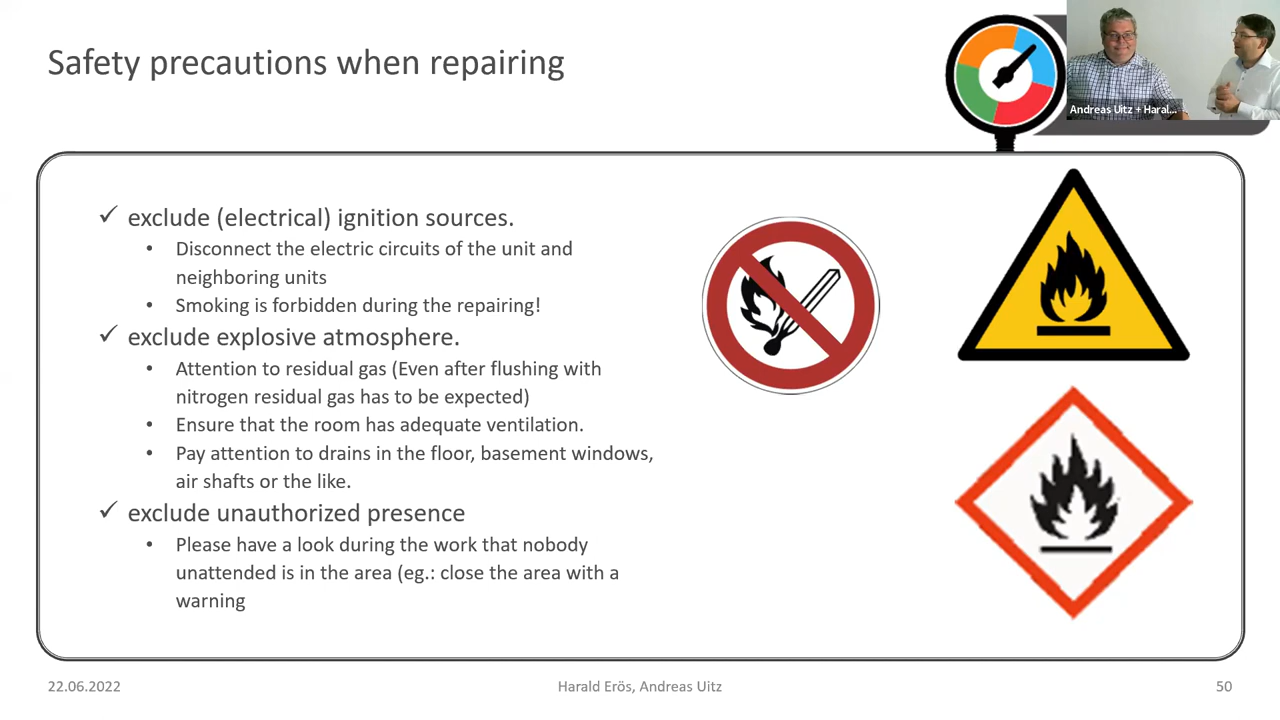 Safety precautions when repairing
Andreas Uitz + Haral...
✓ exclude (electrical) ignition sources.
• Disconnect the electric circuits of the unit and
neighboring units
• Smoking is forbidden during the repairing!
✓ exclude explosive atmosphere.
• Attention to residual gas (Even after flushing with
nitrogen residual gas has to be expected)
• Ensure that the room has adequate ventilation.
• Pay attention to drains in the floor, basement windows,
air shafts or the like.
✓ exclude unauthorized presence
• Please have a look during the work that nobody
unattended is in the area (eg.: close the area with a
warning
22.06.2022
Harald Erös, Andreas Uitz
50